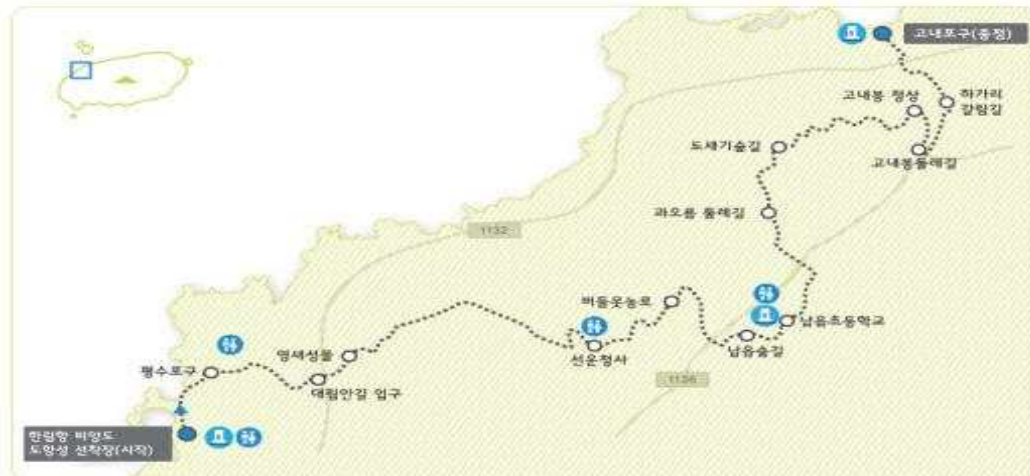 고내포구(종점)
하가리
갈림길
고내봉 정상
도새기숲길
고내봉둘레길
과오름 둘레길
1132
버들못농로
납읍초등학교
선운정사
납읍숲길
영새성물
평수포구
대림안길 입구
1136
한림항 비양도
도항선 선착장(시작)